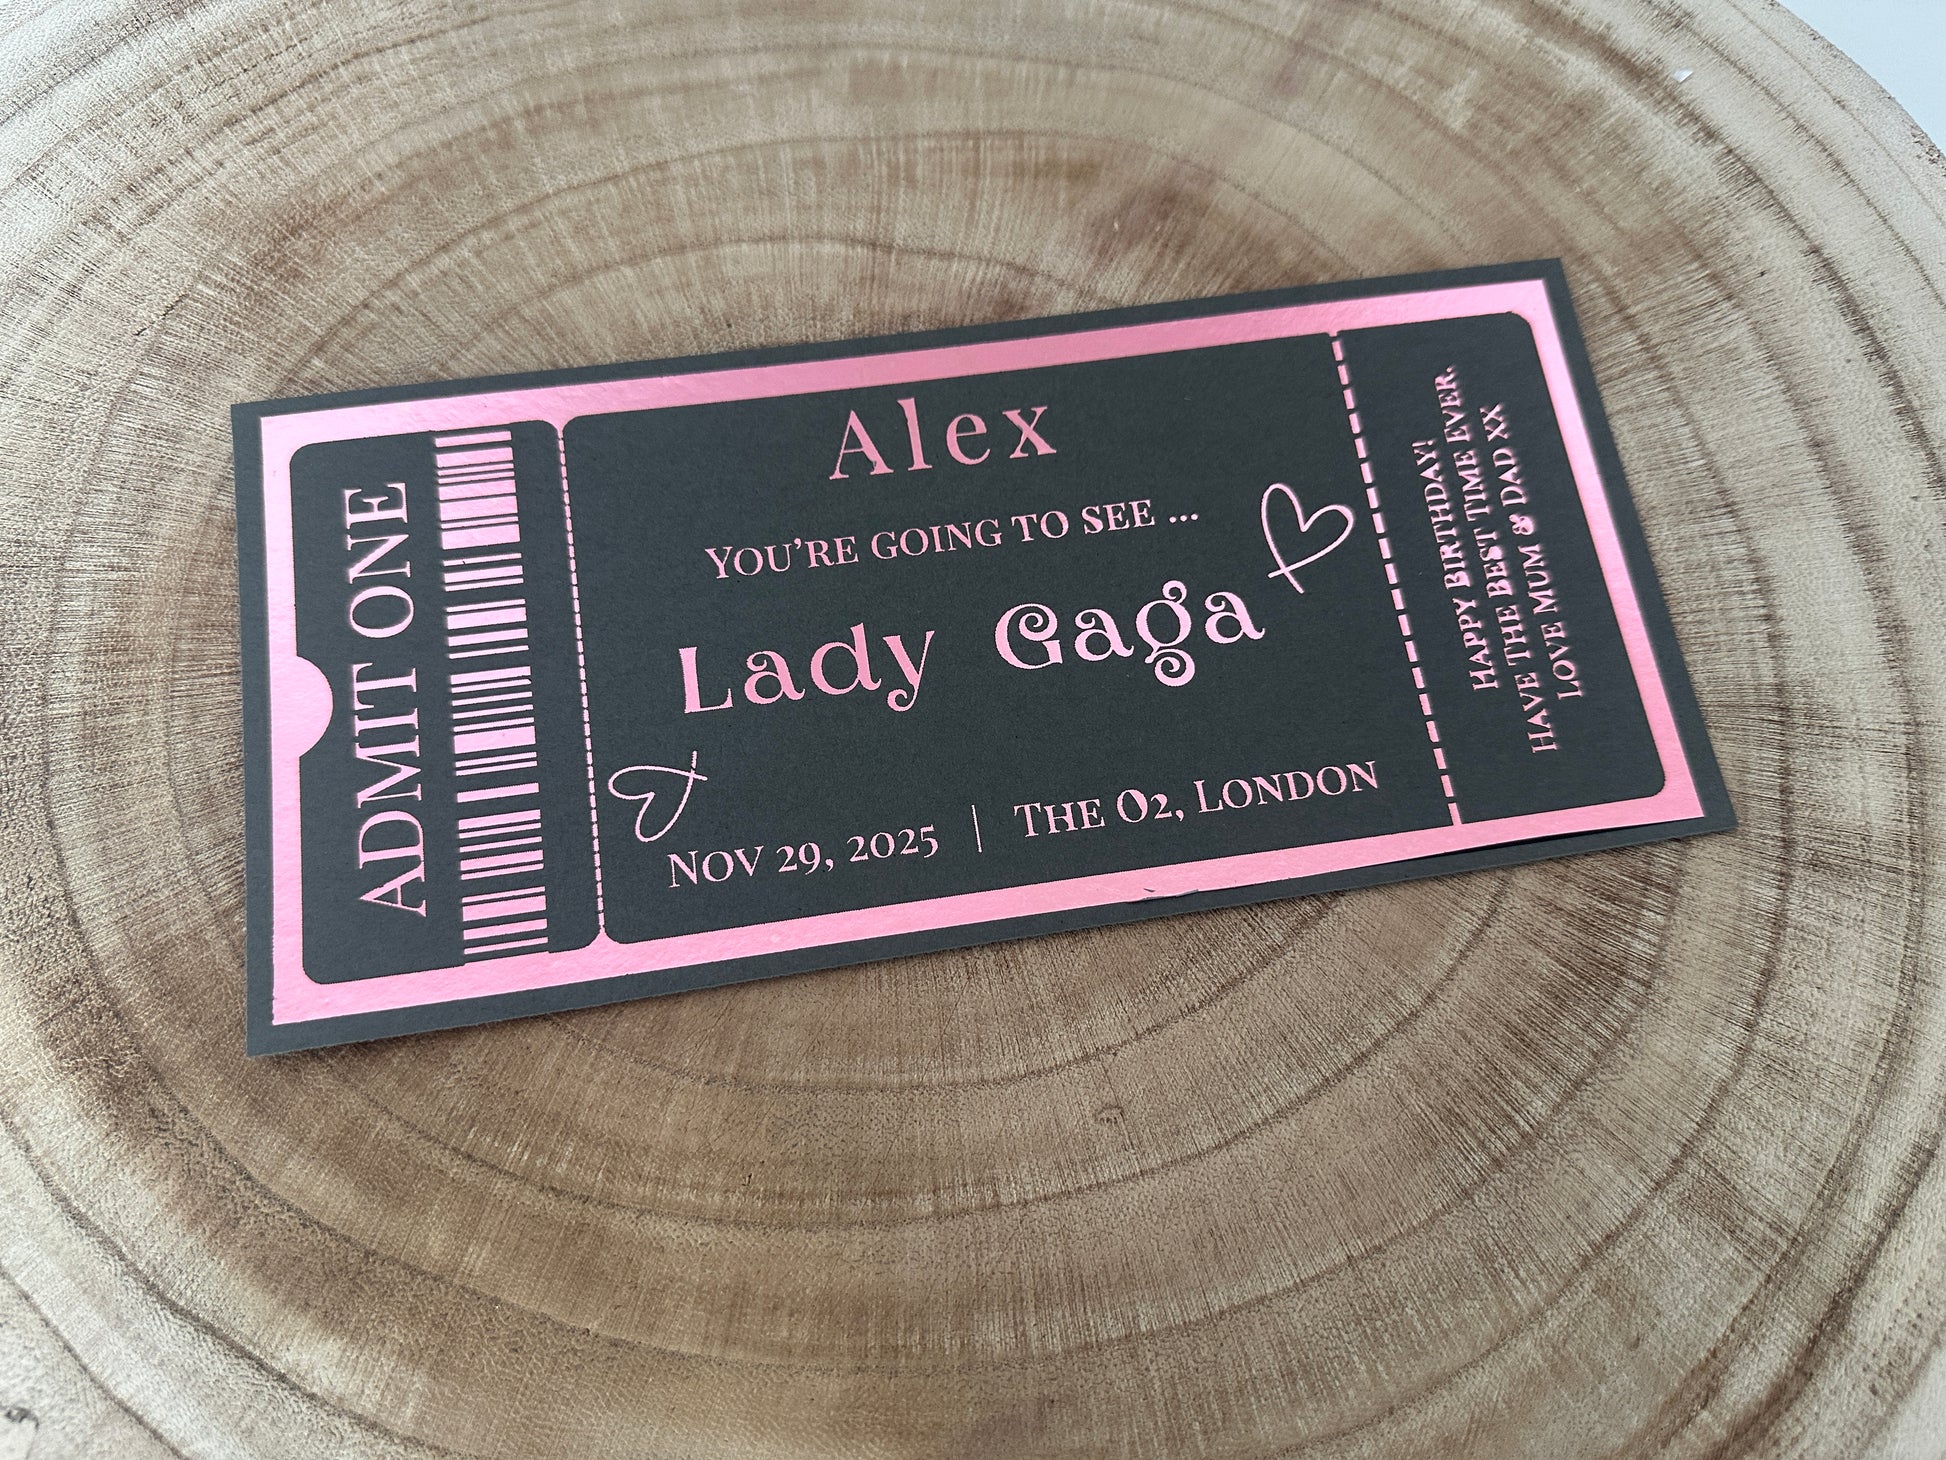 ADMIT ONE
Alex
YOU'RE GOING TO SEE ...
Lady Gaga
NOV 29, 2025 | THE O2, LONDON
HAPPY BIRTHDAY!
HAVE THE BEST TIME EVER.
LOVE MUM & DAD XX